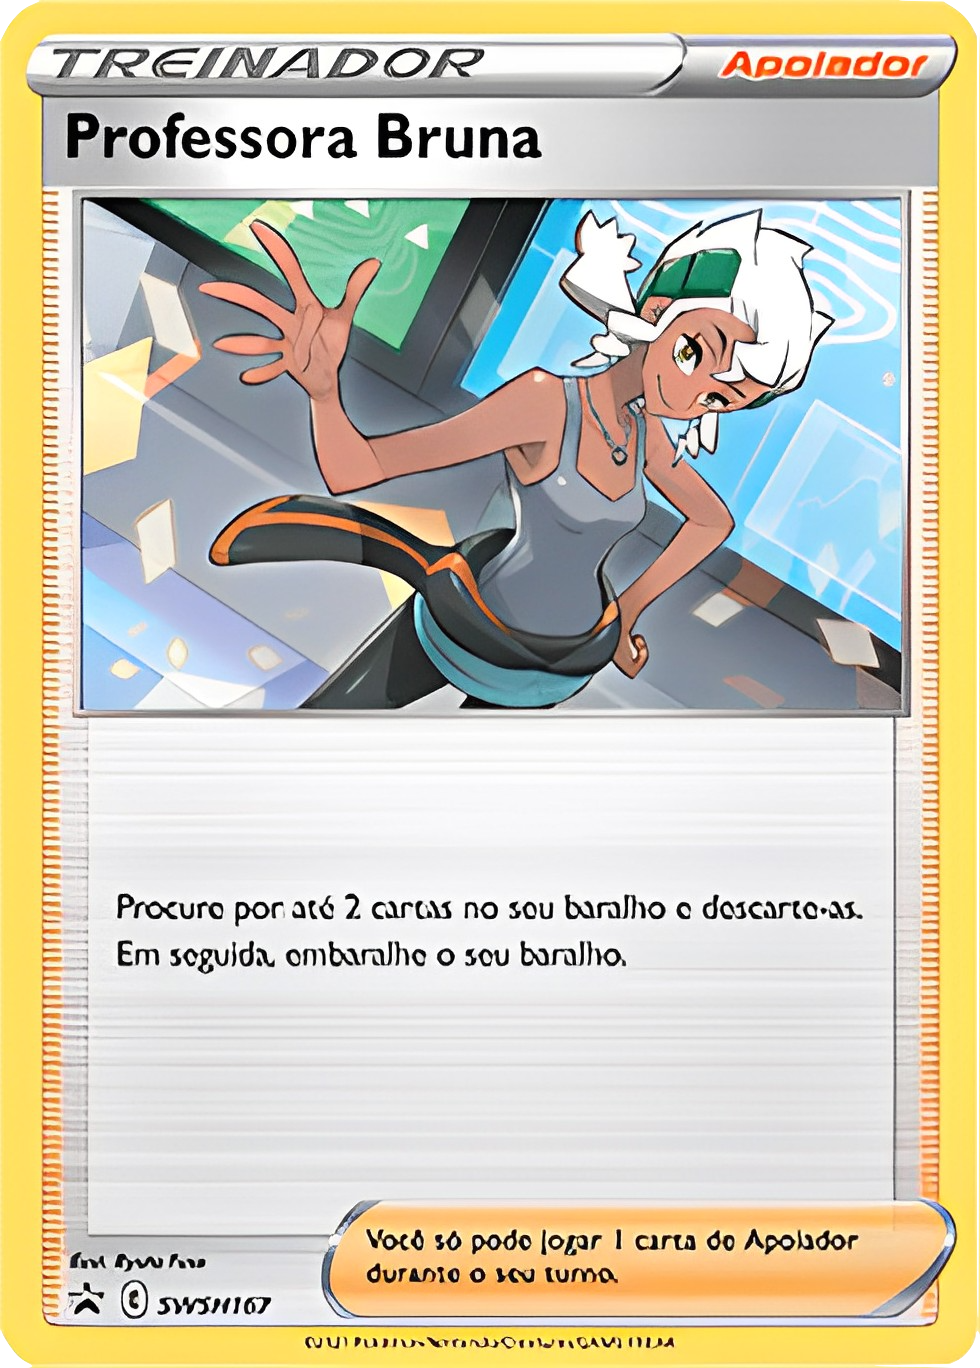 TREINADOR
Apoiador
Professora Bruna
Procure por até 2 cartas no seu baralho e descarte-as.
Em seguida, embaralhe o seu baralho.
Você só pode jogar 1 carta de Apoiador
durante o seu turno.
SWSH167